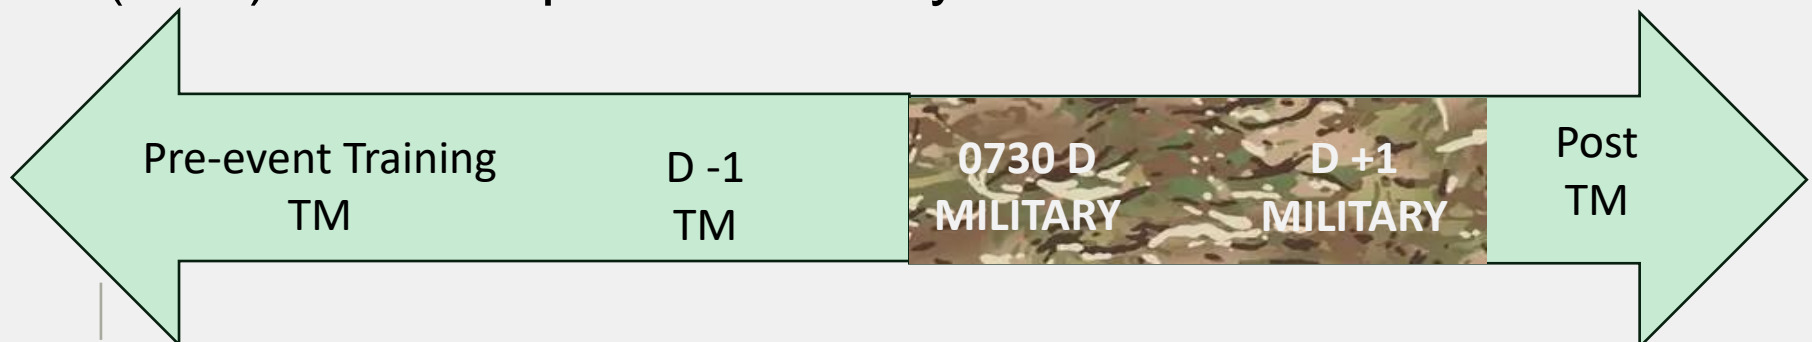 Pre-event Training
TM
D -1
TM
0730 D
MILITARY
D +1
MILITARY
Post
TM